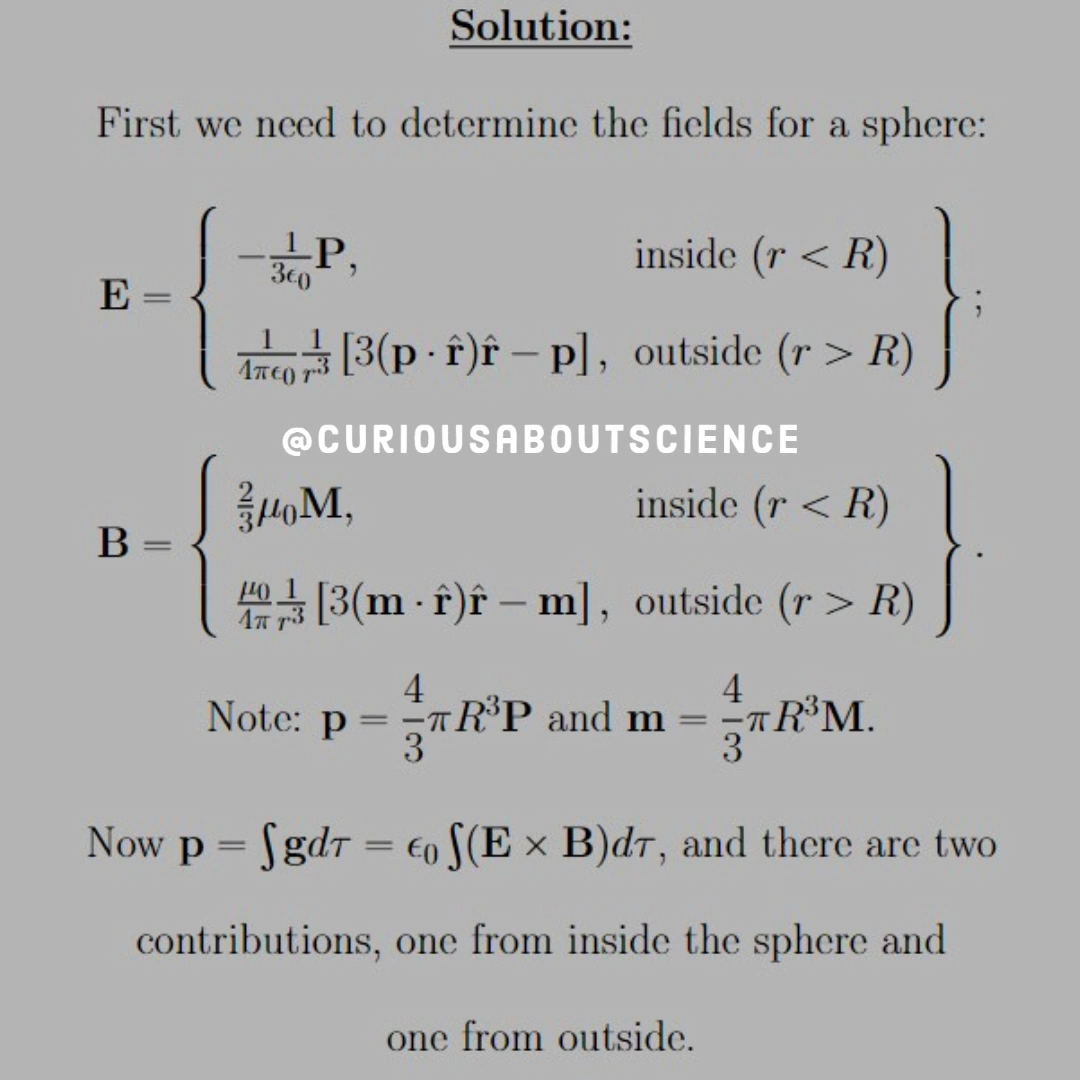 Solution:
First we need to determine the fields for a sphere:
E = { −1/(3ϵ₀) P, inside (r < R)
1/(4πϵ₀) 1/r³ [3(p · r̂)r̂ − p], outside (r > R) } ;
@CURIOUSABOUTSCIENCE
B = { 2/3 μ₀M, inside (r < R)
μ₀/(4π) 1/r³ [3(m · r̂)r̂ − m], outside (r > R) } .
Note: p = 4/3 πR³P and m = 4/3 πR³M.
Now p = ∫gdτ = ϵ₀ ∫(E × B)dτ, and there are two
contributions, one from inside the sphere and
one from outside.